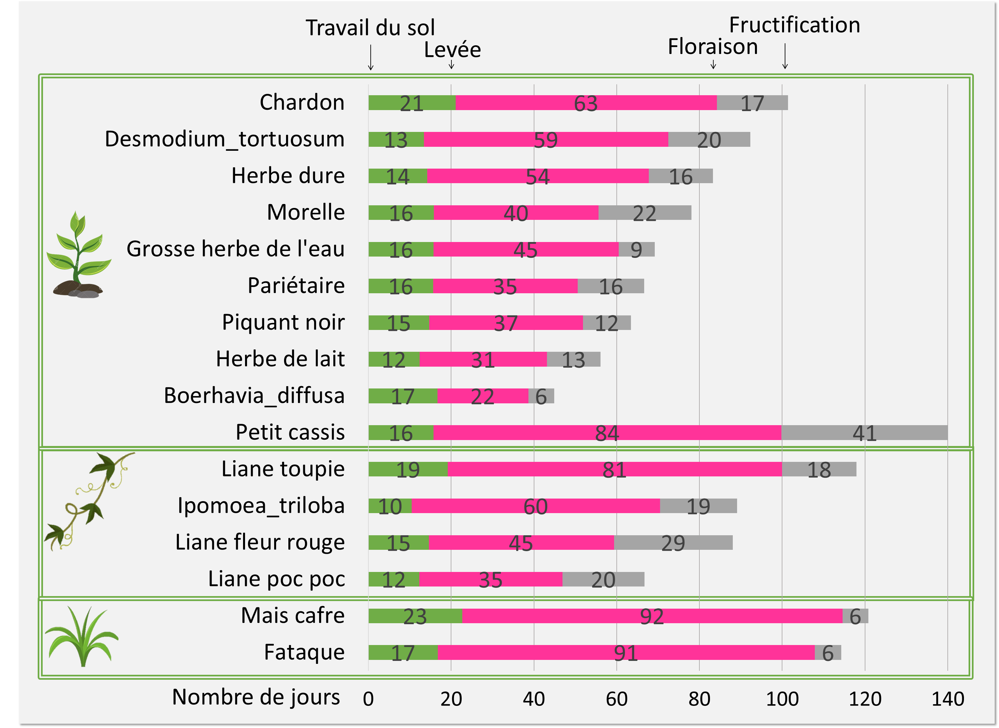 Travail du sol
Levée
Floraison
Fructification
Chardon 21 63 17
Desmodium_tortuosum 13 59 20
Herbe dure 14 54 16
Morelle 16 40 22
Grosse herbe de l'eau 16 45 9
Pariétaire 16 35 16
Piquant noir 15 37 12
Herbe de lait 12 31 13
Boerhavia_diffusa 17 22 6
Petit cassis 16 84 41
Liane toupie 19 81 18
Ipomoea_triloba 10 60 19
Liane fleur rouge 15 45 29
Liane poc poc 12 35 20
Mais cafre 23 92 6
Fataque 17 91 6
Nombre de jours 0 20 40 60 80 100 120 140